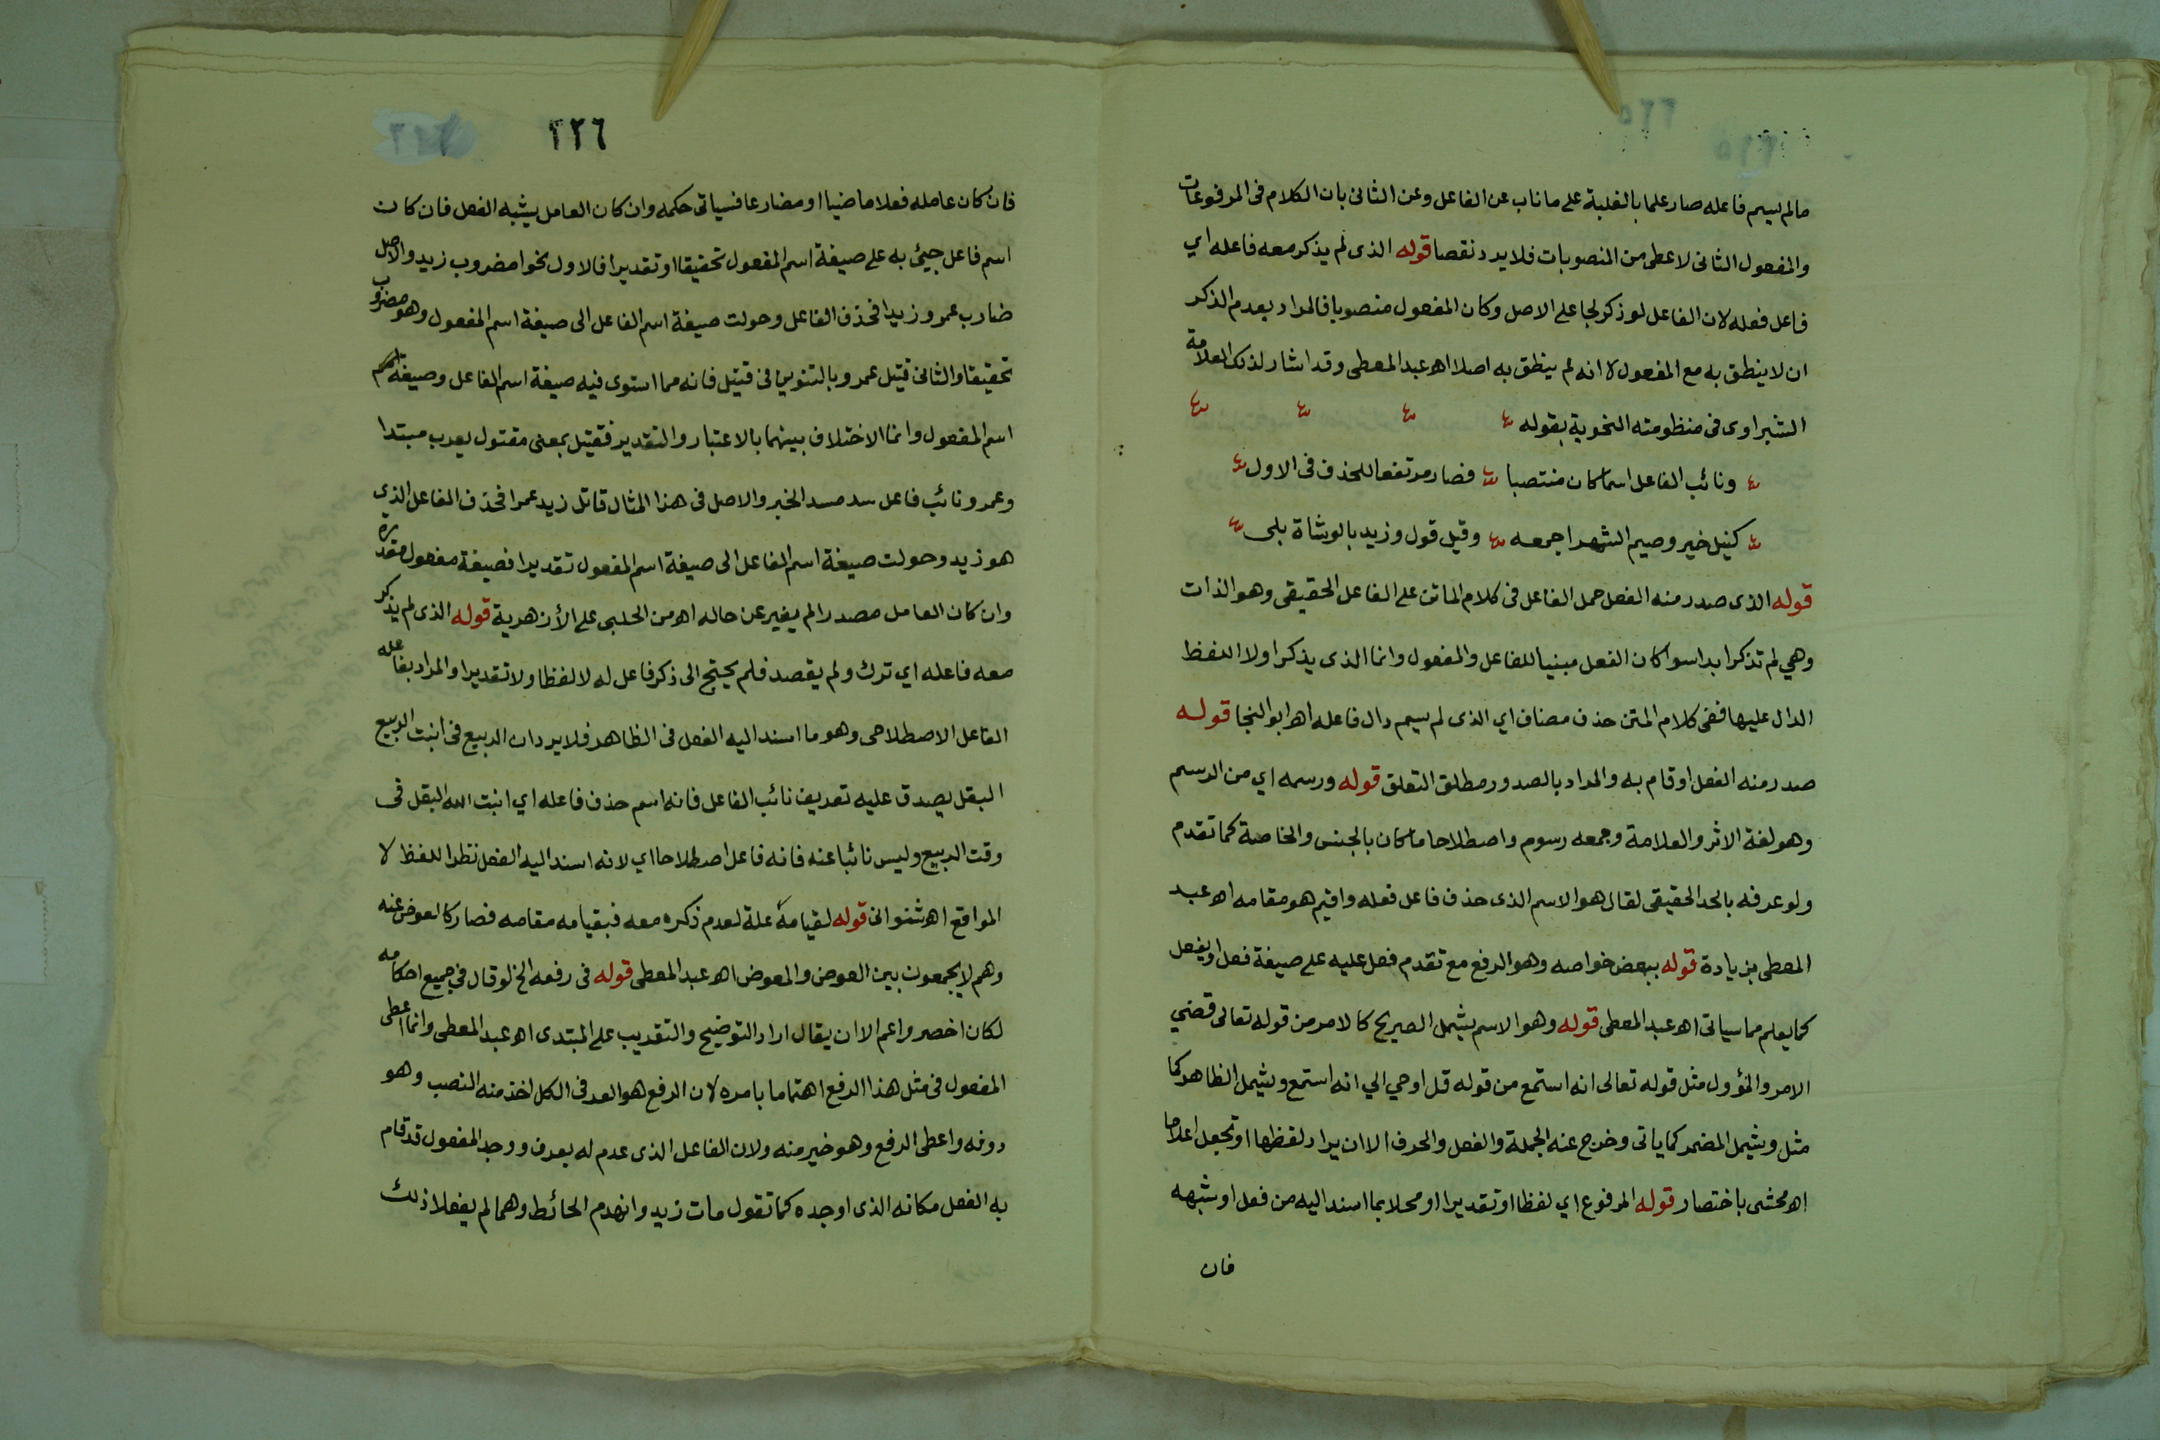 مالم يسم فاعله صار علما بالغلبة على ما ناب عن الفاعل وعن الثانى بان الكلام فى المرفوعات
والمفعول الثانى لاعطى من المنصوبات فلا يرد نقصا قوله الذى لم يذكر معه فاعله اي
فاعل فعله لان الفاعل لو ذكر لجا على الاصل وكان المفعول منصوبا فالمراد بعدم الذكر
ان لا ينطق به مع المفعول لا انه لم ينطق به اصلا اه عبد المعطى وقد اشار لذلك العلامة
الشبراوى فى منظومته النحوية بقوله
ونائب الفاعل اسما كان منتصبا فصار مرتفعا للحذف فى الاول
كنيل خير وصيم الشهر اجمعه وقيل قول وزيد بالوشاة بلى
قوله الذى صدر منه الفعل حمل الفاعل فى كلام الماتن على الفاعل الحقيقى وهو الذات
وهي لم تذكر ابدا سوا كان الفعل مبنيا للفاعل والمفعول وانما الذى يذكر اولا اللفظ
الدال عليها ففى كلام المتن حذف مضاف اي الذى لم يسم دال فاعله اه ابو النجا قوله
صدر منه الفعل او قام به والمراد بالصدور مطلق التعلق قوله ورسمه اي من الرسم
وهو لغة الاثر والعلامة وجمعه رسوم واصطلاحا ما كان بالجنس والخاصة كما تقدم
ولو عرفه بالحد الحقيقى لقال هو الاسم الذى حذف فاعل فعله واقيم هو مقامه اه عبد
المعطى بزيادة قوله ببعض خواصه وهو الرفع مع تقدم فعل عليه على صيغة فعل او يفعل
كما يعلم مما سياتى اه عبد المعطى قوله وهو الاسم يشمل الصريح كالامر من قوله تعالى قضي
الامر والمؤول مثل قوله تعالى انه استمع من قوله قل اوحي الي انه استمع ويشمل الظاهر كما
مثل ويشمل المضمر كما ياتى وخرج عنه الجملة والفعل والحرف الا ان يراد لفظها او تجعل اعلاما
اه محشى باختصار قوله المرفوع اي لفظا او تقديرا او محلا بما اسند اليه من فعل او شبهه
فان
٢٢٦
فان كان عامله فعلا ماضيا او مضارعا فسياتى حكمه وان كان العامل يشبه الفعل فان كان
اسم فاعل جيئ به على صيغة اسم المفعول تحقيقا او تقديرا فالاول نحو امضروب زيد والاصل
ضارب عمرو زيدا فحذف الفاعل وحولت صيغة اسم الفاعل الى صيغة اسم المفعول وهو مضروب
تحقيقا والثانى قتيل عمرو بالتنوين فى قتيل فانه مما استوى فيه صيغة اسم الفاعل وصيغة
اسم المفعول وانما الاختلاف بينهما بالاعتبار والتقدير فقتيل بمعنى مقتول يعرب مبتدا
وعمرو نائب فاعل سد مسد الخبر والاصل فى هذا المثال قاتل زيد عمرا فحذف الفاعل الذى
هو زيد وحولت صيغة اسم الفاعل الى صيغة اسم المفعول تقديرا فصيغة مفعول مقدرة
وان كان العامل مصدرا لم يغير عن حاله اه من الحلبى على الأزهرية قوله الذى لم يذكر
معه فاعله اي ترك ولم يقصد فلم يحتج الى ذكر فاعل له لا لفظا ولا تقديرا والمراد بفاعله
الفاعل الاصطلاحى وهو ما اسند اليه الفعل فى الظاهر فلا يرد ان الربيع فى انبت الربيع
البقل يصدق عليه تعريف نائب الفاعل فانه اسم حذف فاعله اي انبت الله البقل فى
وقت الربيع وليس نائبا عنه فانه فاعل اصطلاحا اي لانه اسند اليه الفعل نظرا للفظ لا
المواقع اه شنوانى قوله لقيامه علة لعدم ذكره معه فبقيامه مقامه فصار كالعوض عنه
وهم لا يجمعون بين العوض والمعوض اه عبد المعطى قوله فى رفعه الخ لو قال في جميع احكامه
لكان اخصر واعم الا ان يقال اراد التوضيح والتقريب على المبتدى اه عبد المعطى وانما اعطى
المفعول فى مثل هذا الرفع اهتماما بامره لان الرفع هو العمد فى الكل اخذ منه النصب وهو
دونه واعطى الرفع وهو خير منه ولان الفاعل الذى عدم له يعرف ووجد المفعول قد قام
به الفعل مكانه الذى اوجده كما تقول مات زيد وانهدم الحائط وهما لم يفعلا ذلك